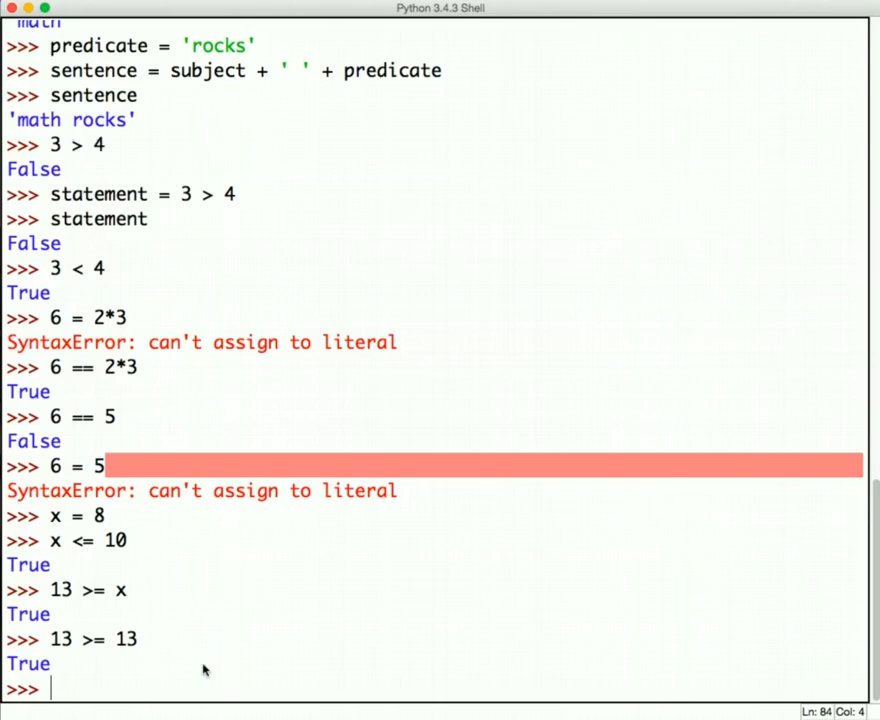 Python 3.4.3 Shell
'math
>>> predicate = 'rocks'
>>> sentence = subject + ' ' + predicate
>>> sentence
'math rocks'
>>> 3 > 4
False
>>> statement = 3 > 4
>>> statement
False
>>> 3 < 4
True
>>> 6 = 2*3
SyntaxError: can't assign to literal
>>> 6 == 2*3
True
>>> 6 == 5
False
>>> 6 = 5
SyntaxError: can't assign to literal
>>> x = 8
>>> x <= 10
True
>>> 13 >= x
True
>>> 13 >= 13
True
>>>
Ln: 84 Col: 4